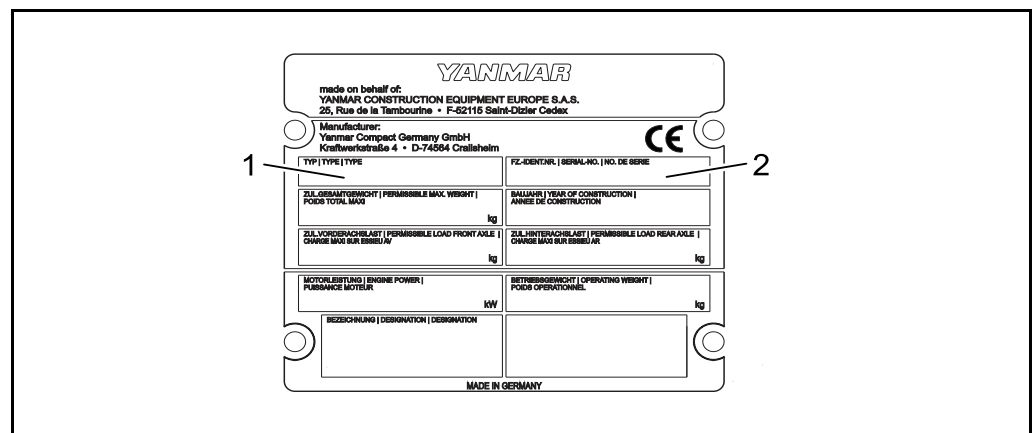 YANMAR
made on behalf of:
YANMAR CONSTRUCTION EQUIPMENT EUROPE S.A.S.
25, Rue de la Tambourine • F-52115 Saint-Dizier Cedex
Manufacturer:
Yanmar Compact Germany GmbH
Kraftwerkstraße 4 • D-74564 Crailsheim
CE
1
TYP | TYPE | TYPE
FZ.-IDENT.NR. | SERIAL-NO. | NO. DE SERIE
2
ZUL.GESAMTGEWICHT | PERMISSIBLE MAX. WEIGHT |
POIDS TOTAL MAXI
kg
BAUJAHR | YEAR OF CONSTRUCTION |
ANNEE DE CONSTRUCTION
ZUL.VORDERACHSLAST | PERMISSIBLE LOAD FRONT AXLE |
CHARGE MAXI SUR ESSIEU AV
kg
ZUL.HINTERACHSLAST | PERMISSIBLE LOAD REAR AXLE |
CHARGE MAXI SUR ESSIEU AR
kg
MOTORLEISTUNG | ENGINE POWER |
PUISSANCE MOTEUR
kW
BETRIEBSGEWICHT | OPERATING WEIGHT |
POIDS OPERATIONNEL
kg
BEZEICHNUNG | DESIGNATION | DESIGNATION
MADE IN GERMANY